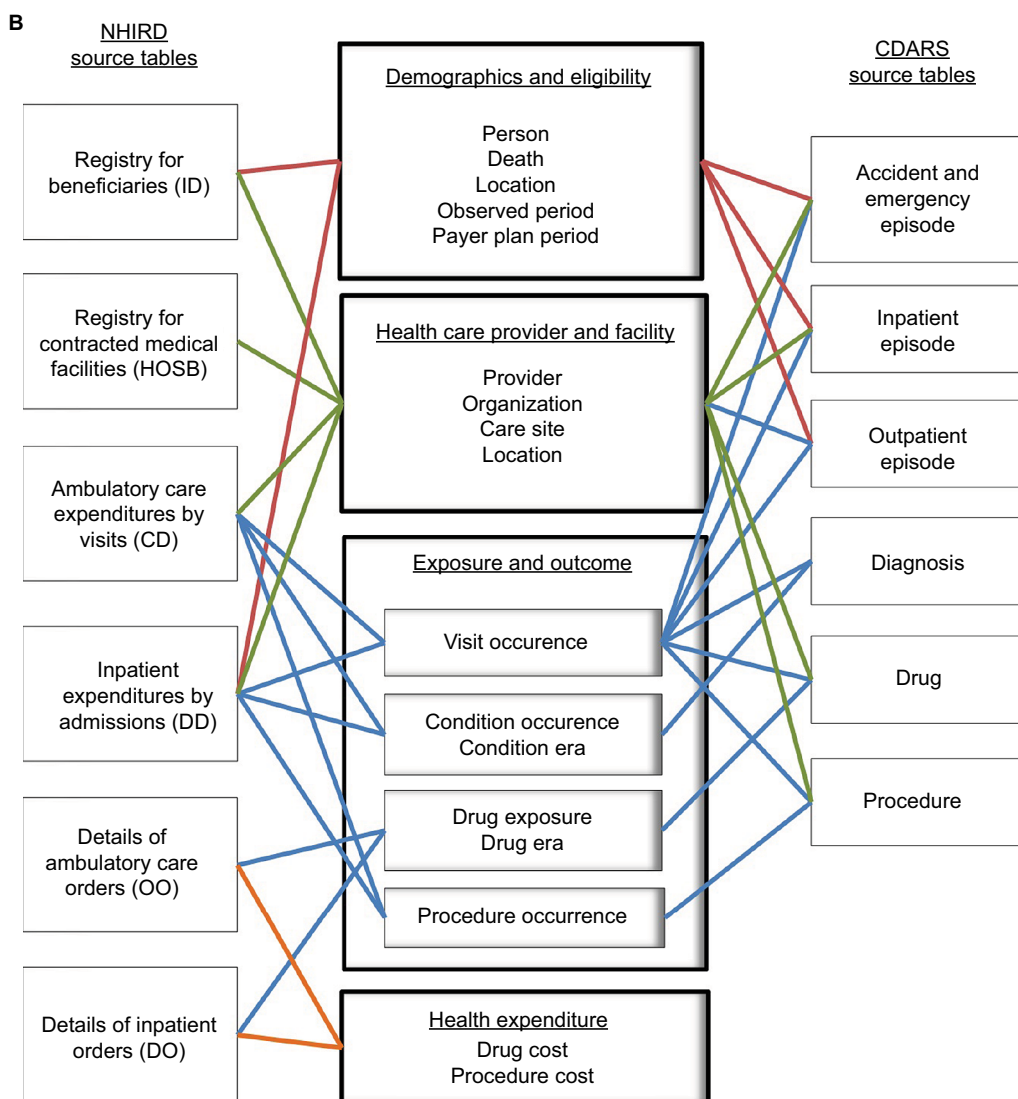 B
NHIRD
source tables
Registry for
beneficiaries (ID)
Registry for
contracted medical
facilities (HOSB)
Ambulatory care
expenditures by
visits (CD)
Inpatient
expenditures by
admissions (DD)
Details of
ambulatory care
orders (OO)
Details of inpatient
orders (DO)
Demographics and eligibility
Person
Death
Location
Observed period
Payer plan period
Health care provider and facility
Provider
Organization
Care site
Location
Exposure and outcome
Visit occurence
Condition occurence
Condition era
Drug exposure
Drug era
Procedure occurrence
Health expenditure
Drug cost
Procedure cost
CDARS
source tables
Accident and
emergency
episode
Inpatient
episode
Outpatient
episode
Diagnosis
Drug
Procedure